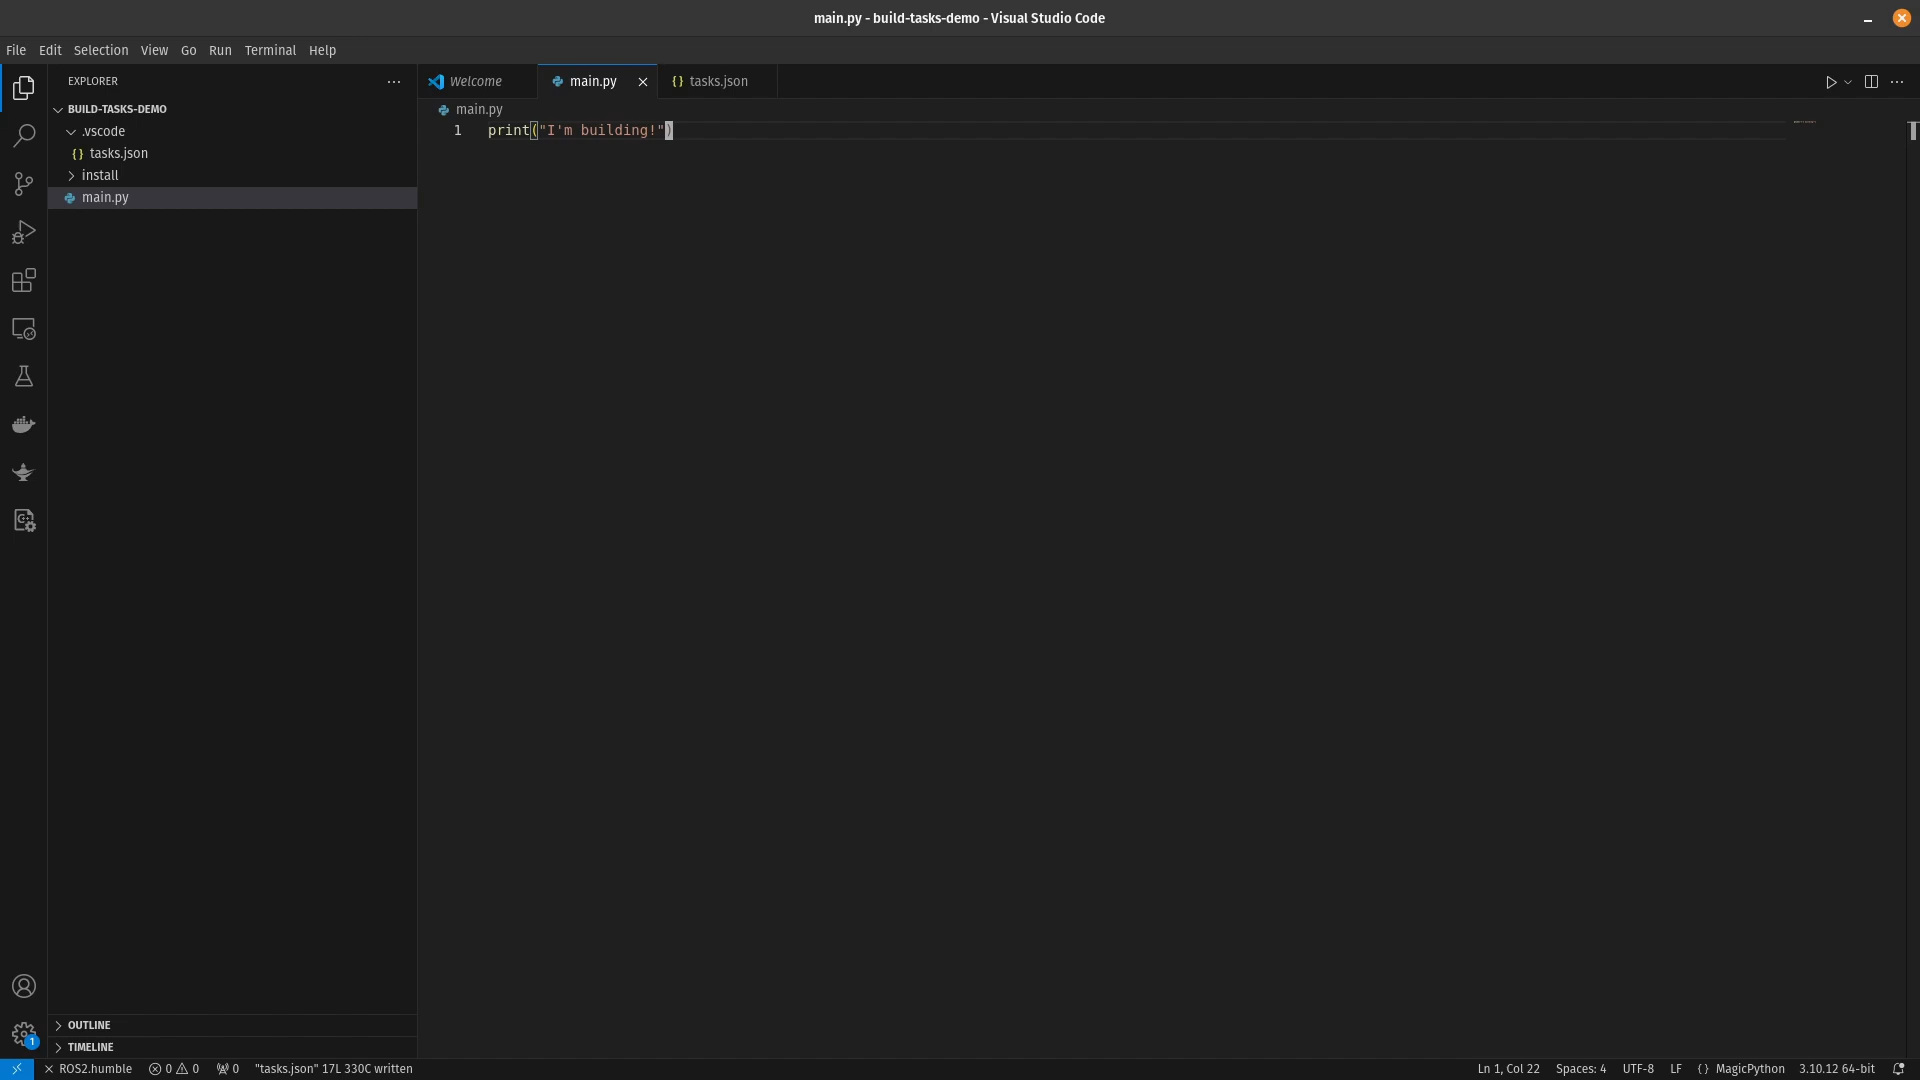 main.py - build-tasks-demo - Visual Studio Code
File Edit Selection View Go Run Terminal Help
EXPLORER
BUILD-TASKS-DEMO
.vscode
{} tasks.json
install
main.py
Welcome
main.py
{} tasks.json
main.py
1 print("I'm building!")
OUTLINE
TIMELINE
1
ROS2.humble 0 0 0 "tasks.json" 17L 330C written
Ln 1, Col 22 Spaces: 4 UTF-8 LF {} MagicPython 3.10.12 64-bit